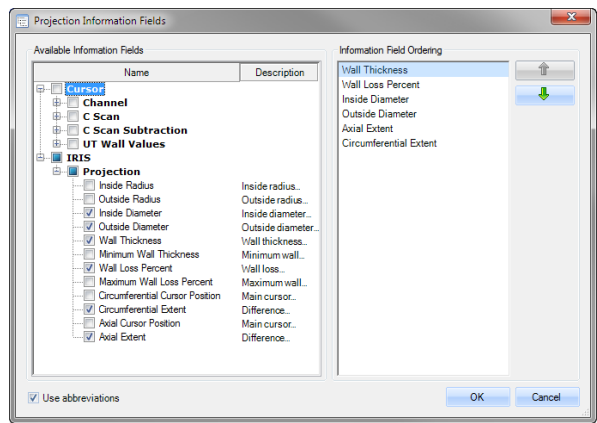 Projection Information Fields
Available Information Fields
Name Description
Cursor
Channel
C Scan
C Scan Subtraction
UT Wall Values
IRIS
Projection
Inside Radius Inside radius...
Outside Radius Outside radius...
Inside Diameter Inside diameter...
Outside Diameter Outside diameter...
Wall Thickness Wall thickness...
Minimum Wall Thickness Minimum wall...
Wall Loss Percent Wall loss...
Maximum Wall Loss Percent Maximum wall...
Circumferential Cursor Position Main cursor...
Circumferential Extent Difference...
Axial Cursor Position Main cursor...
Axial Extent Difference...
Information Field Ordering
Wall Thickness
Wall Loss Percent
Inside Diameter
Outside Diameter
Axial Extent
Circumferential Extent
Use abbreviations
OK Cancel